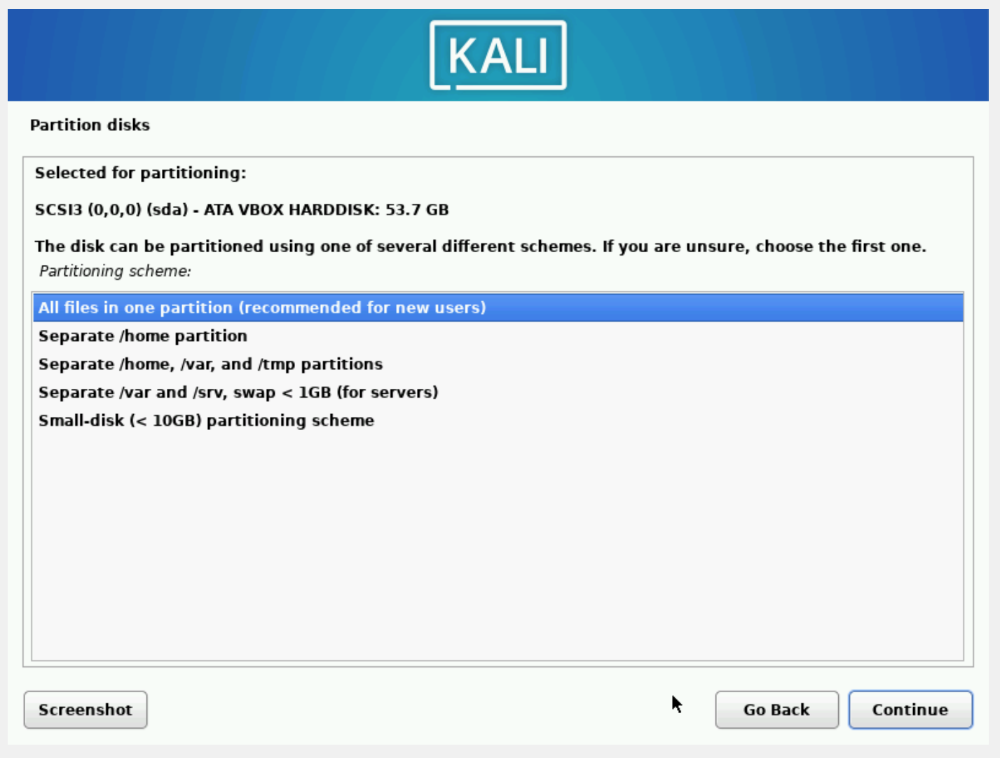 KALI
Partition disks
Selected for partitioning:
SCSI3 (0,0,0) (sda) - ATA VBOX HARDDISK: 53.7 GB
The disk can be partitioned using one of several different schemes. If you are unsure, choose the first one.
Partitioning scheme:
All files in one partition (recommended for new users)
Separate /home partition
Separate /home, /var, and /tmp partitions
Separate /var and /srv, swap < 1GB (for servers)
Small-disk (< 10GB) partitioning scheme
Screenshot
Go Back
Continue